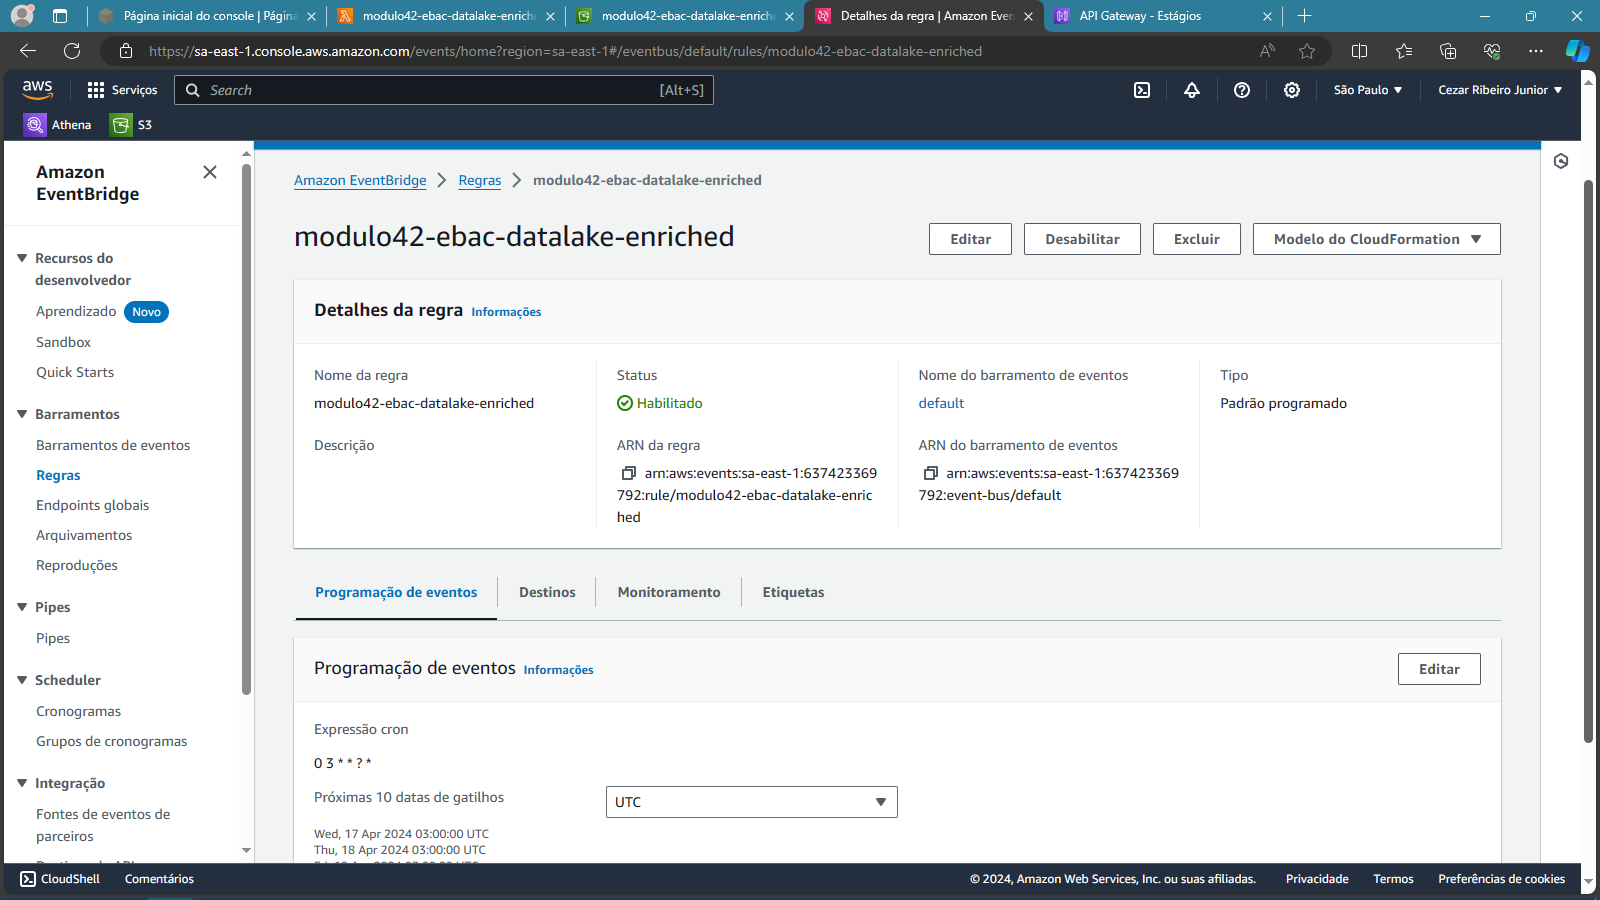 Página inicial do console | Página
modulo42-ebac-datalake-enriche
modulo42-ebac-datalake-enrich
Detalhes da regra | Amazon Even
API Gateway - Estágios
https://sa-east-1.console.aws.amazon.com/events/home?region=sa-east-1#/eventbus/default/rules/modulo42-ebac-datalake-enriched
aws
Serviços
Search
[Alt+S]
São Paulo
Cezar Ribeiro Junior
Athena
S3
Amazon
EventBridge
Recursos do
desenvolvedor
Aprendizado Novo
Sandbox
Quick Starts
Barramentos
Barramentos de eventos
Regras
Endpoints globais
Arquivamentos
Reproduções
Pipes
Pipes
Scheduler
Cronogramas
Grupos de cronogramas
Integração
Fontes de eventos de
parceiros
Amazon EventBridge
Regras
modulo42-ebac-datalake-enriched
modulo42-ebac-datalake-enriched
Editar
Desabilitar
Excluir
Modelo do CloudFormation
Detalhes da regra Informações
Nome da regra
modulo42-ebac-datalake-enriched
Descrição
Status
Habilitado
ARN da regra
arn:aws:events:sa-east-1:637423369
792:rule/modulo42-ebac-datalake-enric
hed
Nome do barramento de eventos
default
ARN do barramento de eventos
arn:aws:events:sa-east-1:637423369
792:event-bus/default
Tipo
Padrão programado
Programação de eventos
Destinos
Monitoramento
Etiquetas
Programação de eventos Informações
Editar
Expressão cron
0 3 * * ? *
Próximas 10 datas de gatilhos
UTC
Wed, 17 Apr 2024 03:00:00 UTC
Thu, 18 Apr 2024 03:00:00 UTC
CloudShell
Comentários
© 2024, Amazon Web Services, Inc. ou suas afiliadas.
Privacidade
Termos
Preferências de cookies